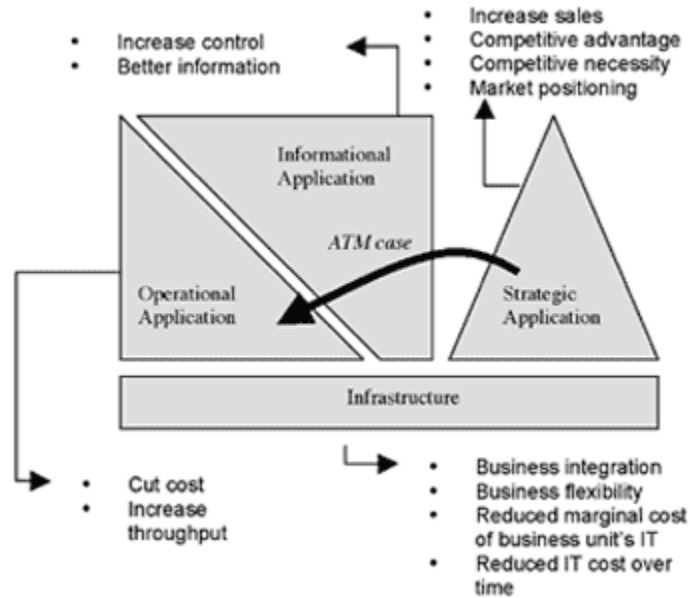 • Increase control
• Better information
• Increase sales
• Competitive advantage
• Competitive necessity
• Market positioning
Informational
Application
ATM case
Operational
Application
Strategic
Application
Infrastructure
• Cut cost
• Increase
throughput
• Business integration
• Business flexibility
• Reduced marginal cost
of business unit's IT
• Reduced IT cost over
time